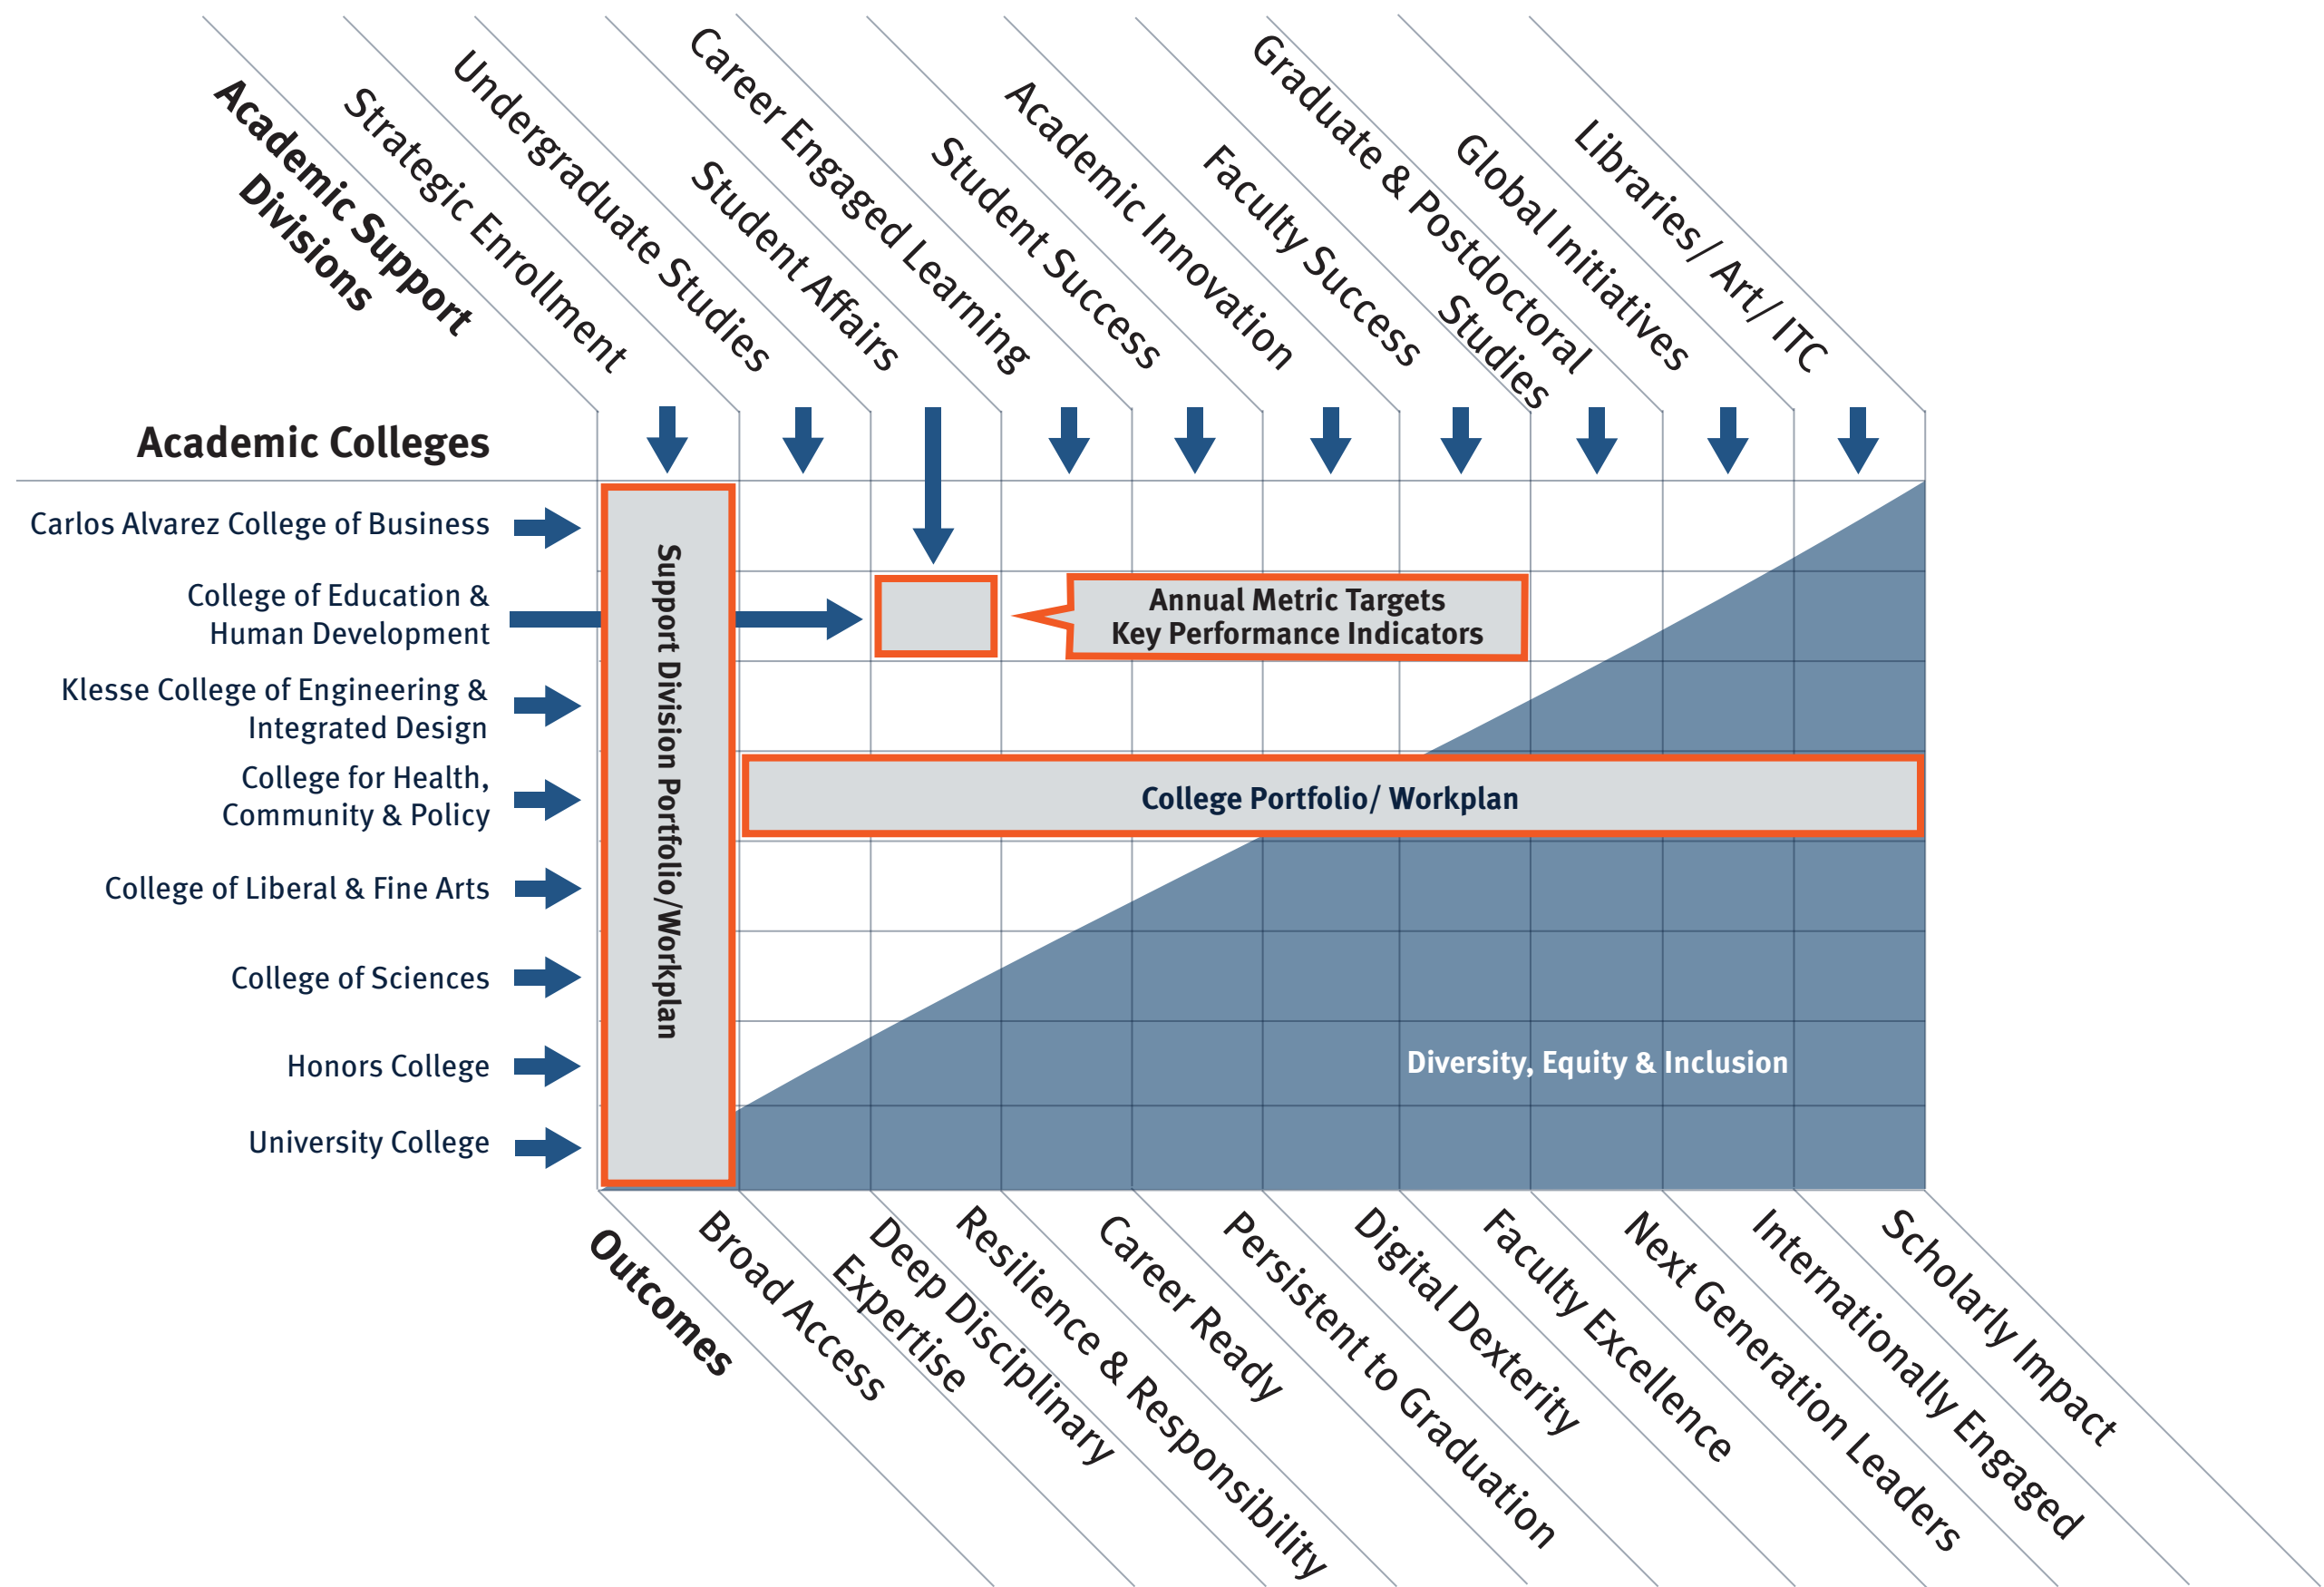 Academic Support
Divisions
Strategic Enrollment
Undergraduate Studies
Student Affairs
Career Engaged Learning
Student Success
Academic Innovation
Faculty Success
Graduate & Postdoctoral
Studies
Global Initiatives
Libraries/ Art/ ITC
Academic Colleges
Carlos Alvarez College of Business
College of Education &
Human Development
Klesse College of Engineering &
Integrated Design
College for Health,
Community & Policy
College of Liberal & Fine Arts
College of Sciences
Honors College
University College
Support Division Portfolio/Workplan
Annual Metric Targets
Key Performance Indicators
College Portfolio/ Workplan
Diversity, Equity & Inclusion
Outcomes
Broad Access
Deep Disciplinary
Expertise
Resilience & Responsibility
Career Ready
Persistent to Graduation
Digital Dexterity
Faculty Excellence
Next Generation Leaders
Internationally Engaged
Scholarly Impact